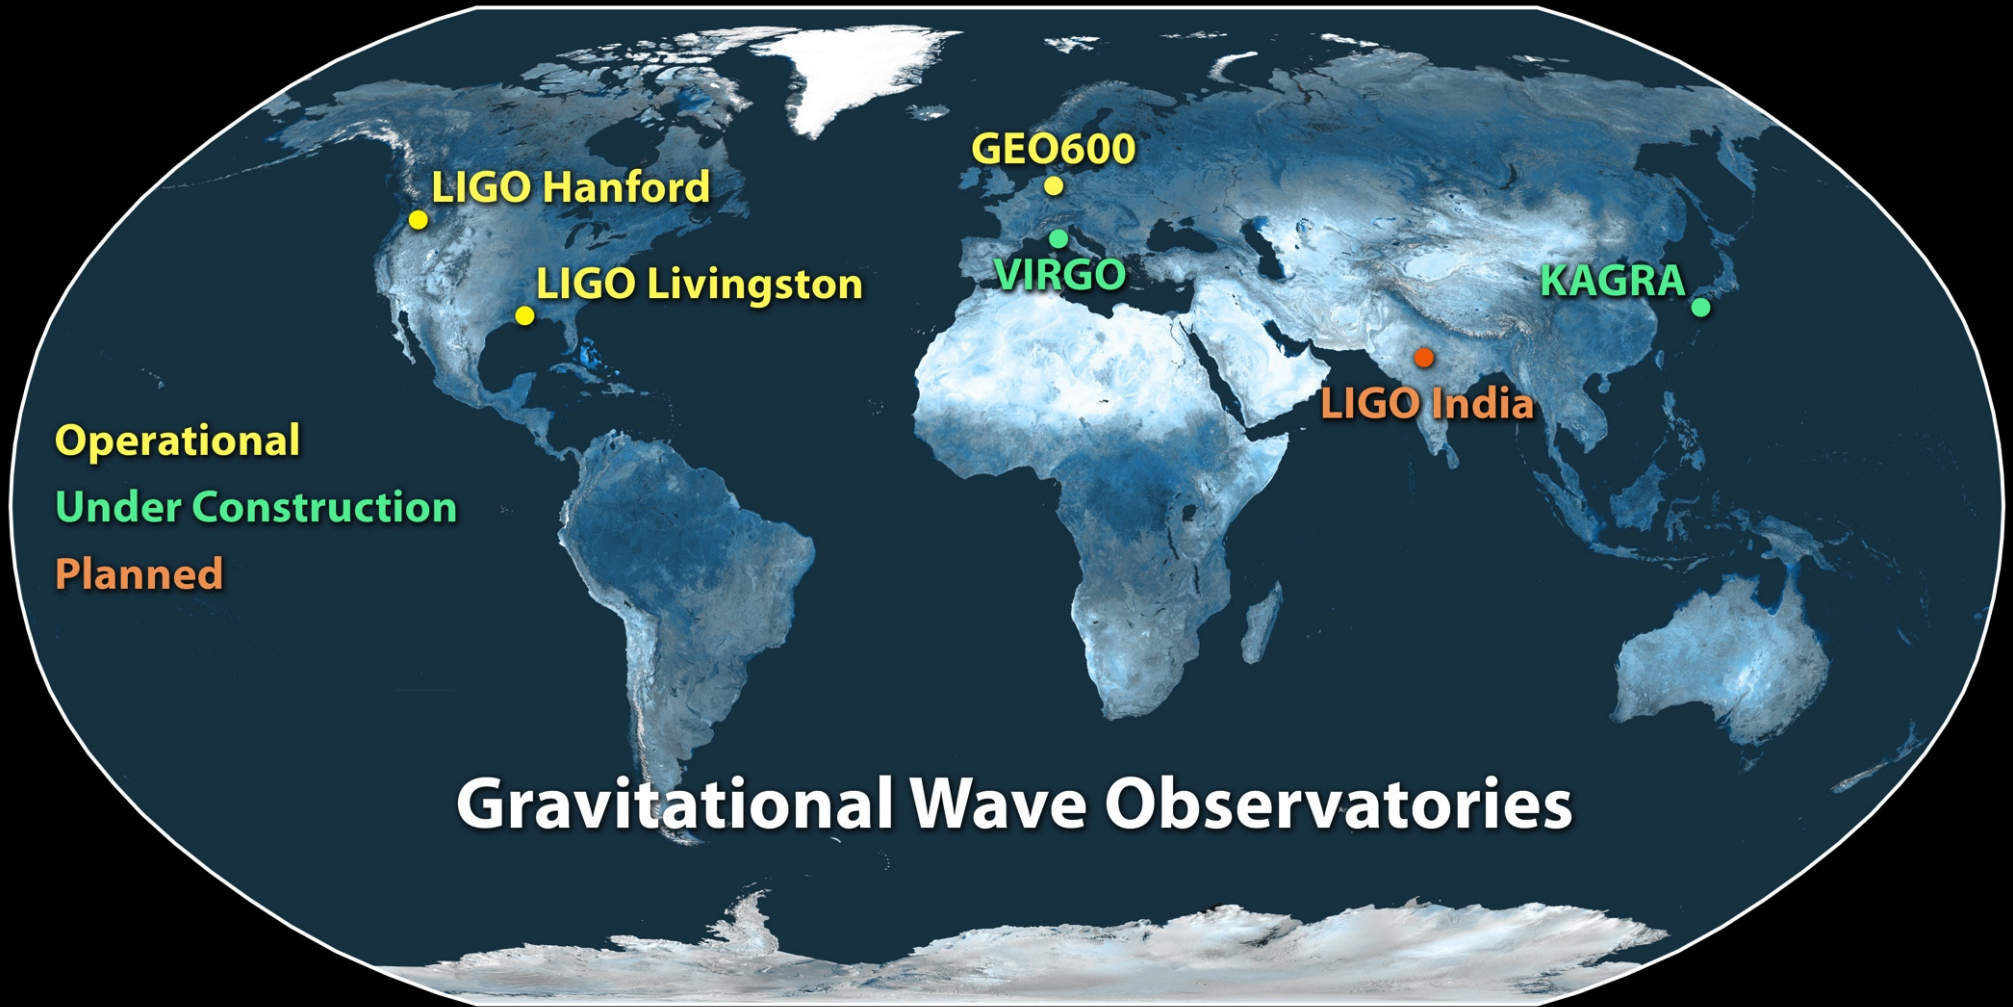 GEO600
LIGO Hanford
LIGO Livingston
VIRGO
KAGRA
LIGO India
Operational
Under Construction
Planned
Gravitational Wave Observatories